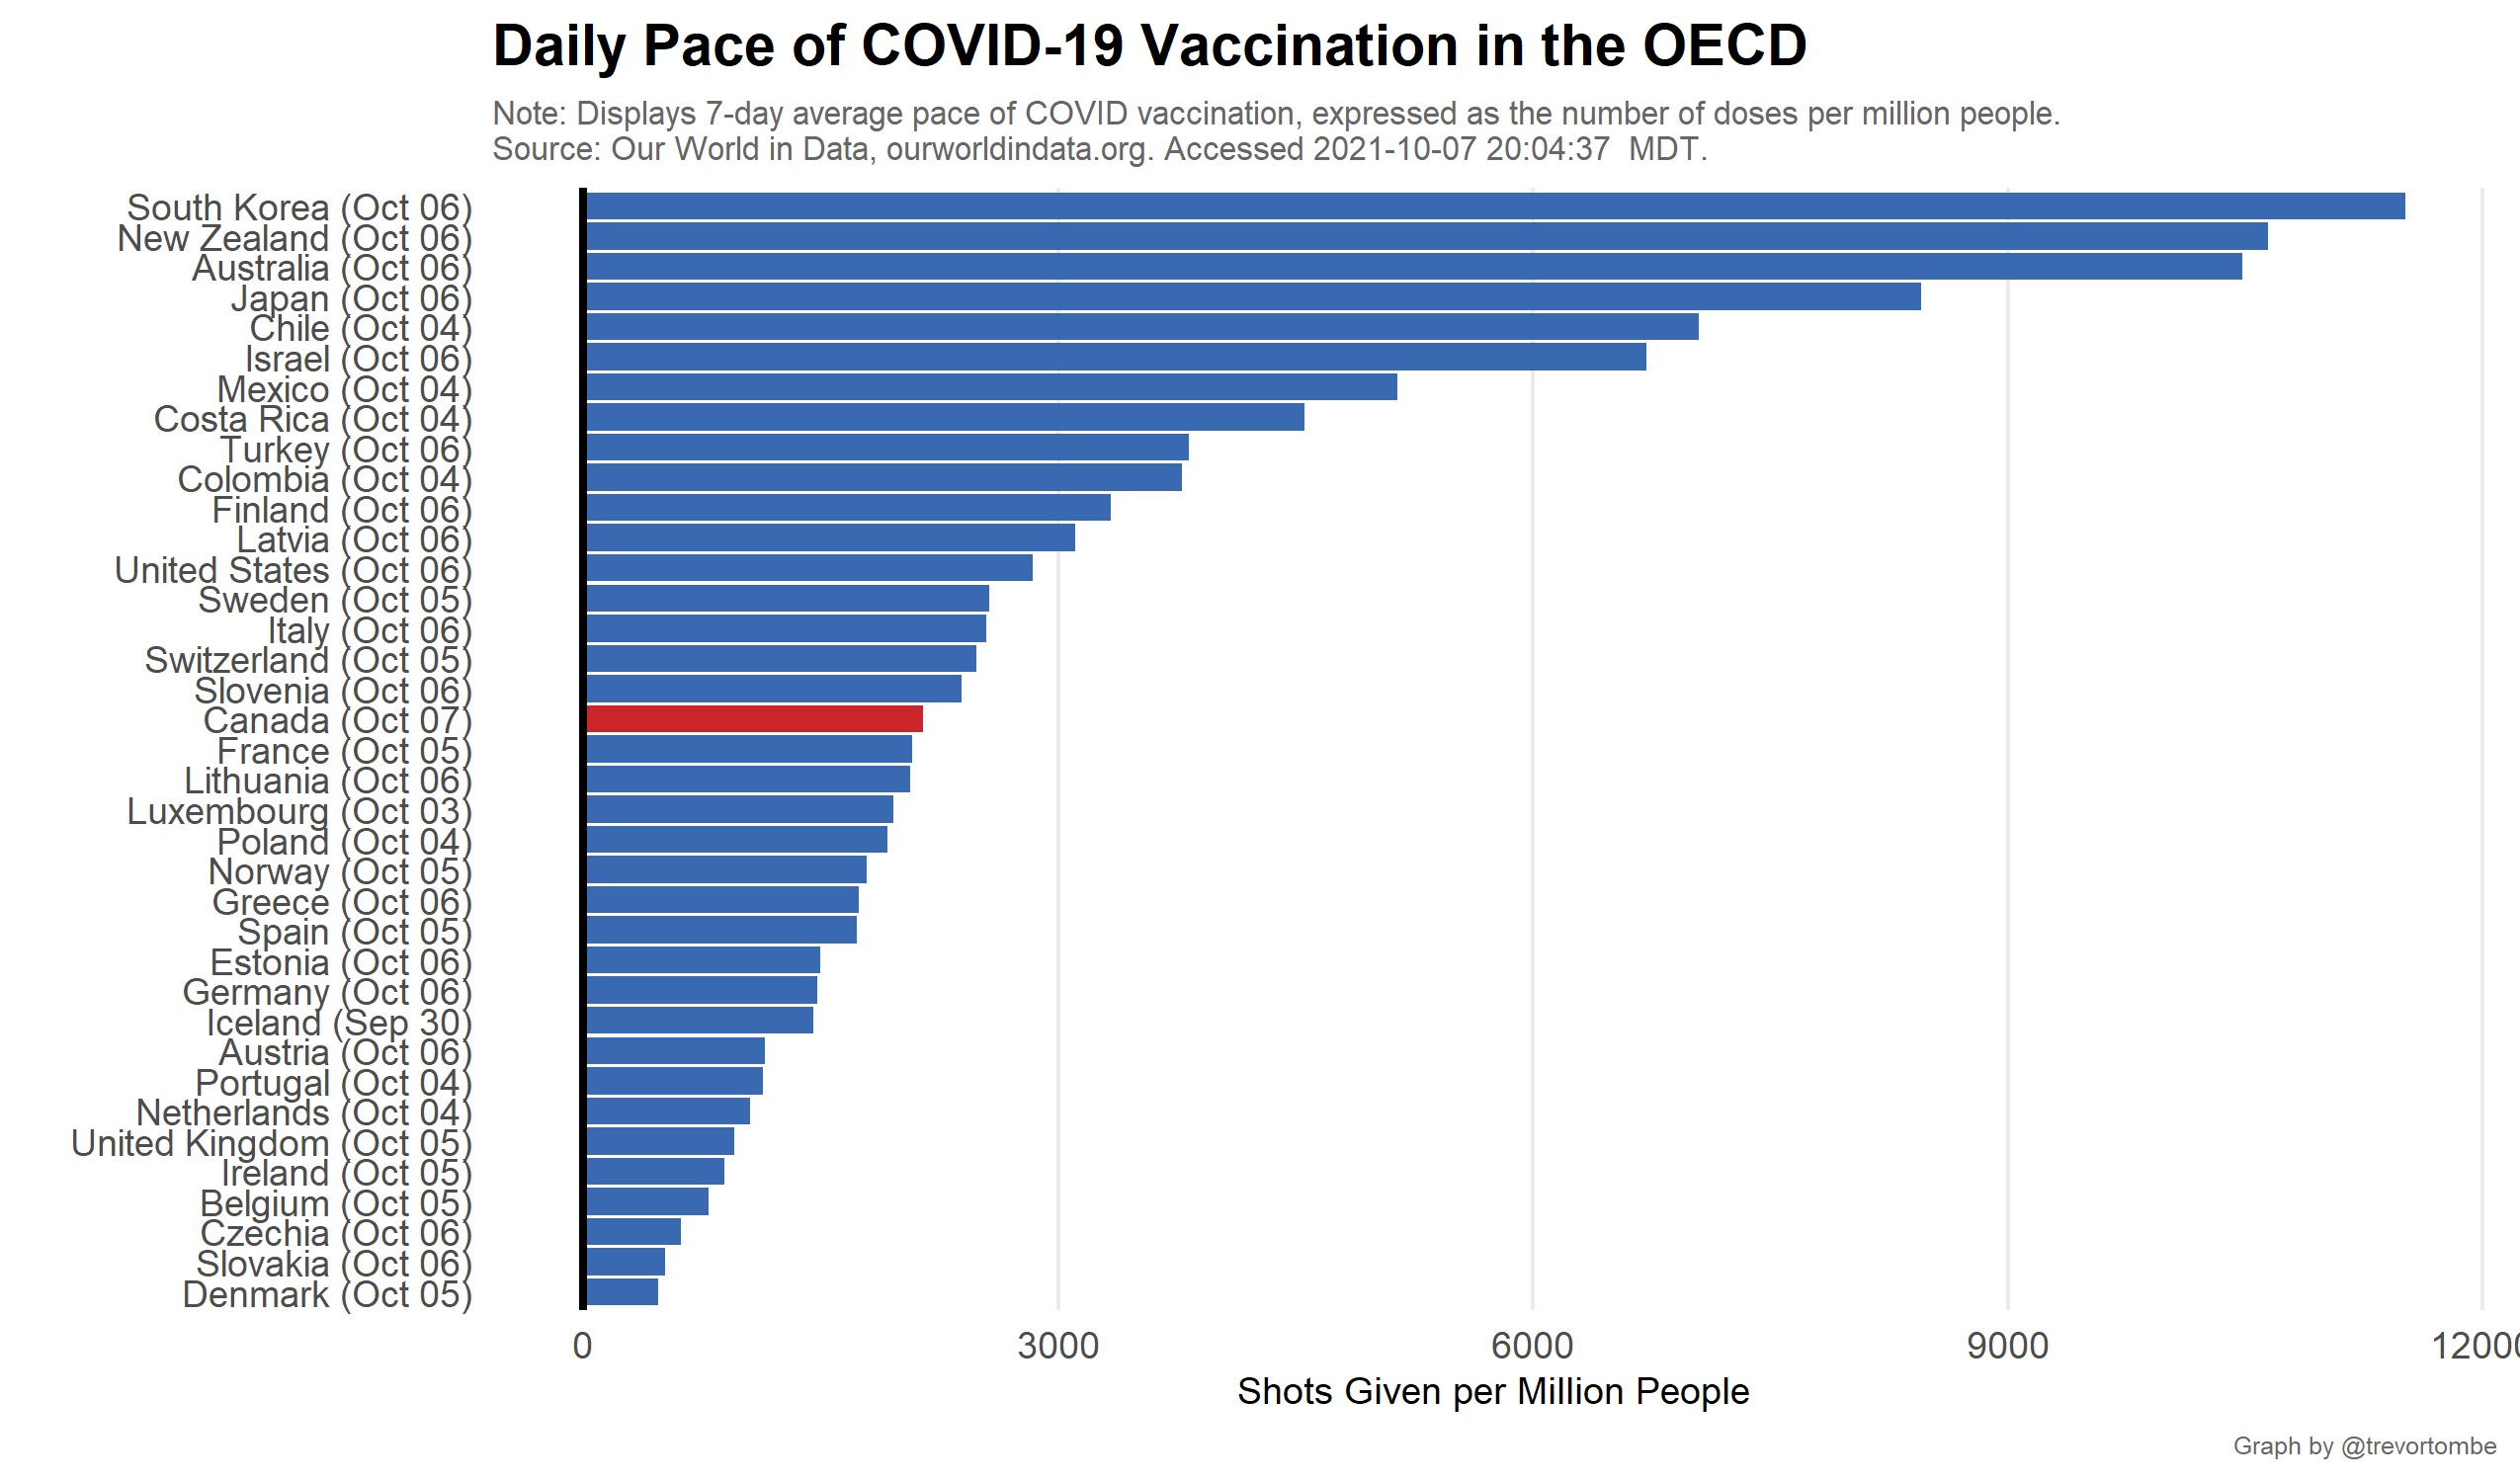 Daily Pace of COVID-19 Vaccination in the OECD
Note: Displays 7-day average pace of COVID vaccination, expressed as the number of doses per million people.
Source: Our World in Data, ourworldindata.org. Accessed 2021-10-07 20:04:37  MDT.
South Korea (Oct 06)
New Zealand (Oct 06)
Australia (Oct 06)
Japan (Oct 06)
Chile (Oct 04)
Israel (Oct 06)
Mexico (Oct 04)
Costa Rica (Oct 04)
Turkey (Oct 06)
Colombia (Oct 04)
Finland (Oct 06)
Latvia (Oct 06)
United States (Oct 06)
Sweden (Oct 05)
Italy (Oct 06)
Switzerland (Oct 05)
Slovenia (Oct 06)
Canada (Oct 07)
France (Oct 05)
Lithuania (Oct 06)
Luxembourg (Oct 03)
Poland (Oct 04)
Norway (Oct 05)
Greece (Oct 06)
Spain (Oct 05)
Estonia (Oct 06)
Germany (Oct 06)
Iceland (Sep 30)
Austria (Oct 06)
Portugal (Oct 04)
Netherlands (Oct 04)
United Kingdom (Oct 05)
Ireland (Oct 05)
Belgium (Oct 05)
Czechia (Oct 06)
Slovakia (Oct 06)
Denmark (Oct 05)
0 3000 6000 9000 12000
Shots Given per Million People
Graph by @trevortombe